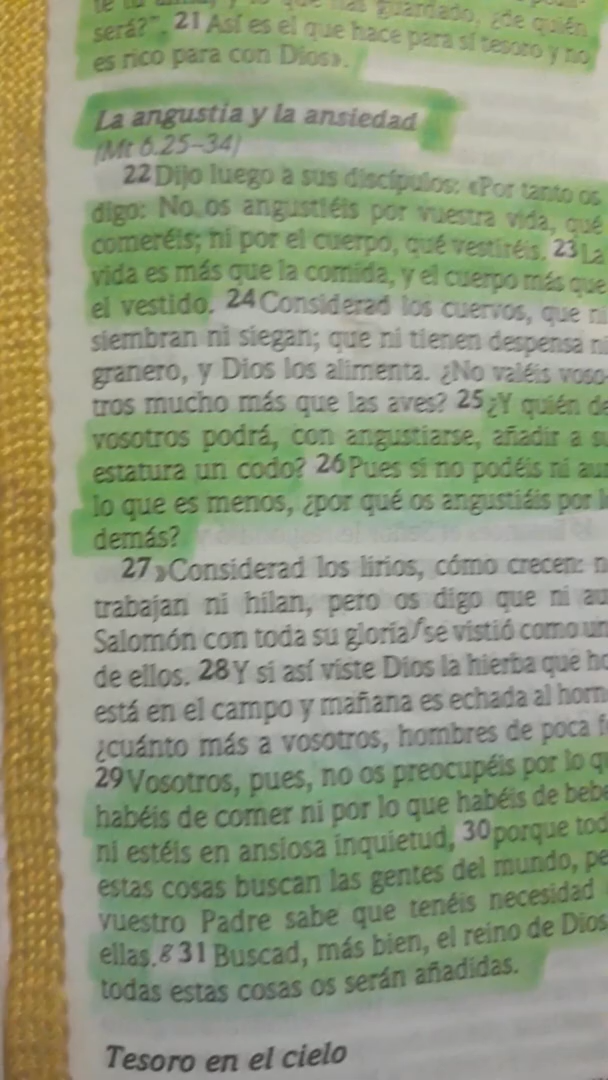 guardado, ¿de quién
será?”. 21 Así es el que hace para sí tesoro y no
es rico para con Dios».
La angustia y la ansiedad
(Mt 6.25–34)
22 Dijo luego a sus discípulos: «Por tanto os
digo: No os angustiéis por vuestra vida, qué
comeréis; ni por el cuerpo, qué vestiréis. 23 La
vida es más que la comida, y el cuerpo más que
el vestido. 24 Considerad los cuervos, que ni
siembran ni siegan; que ni tienen despensa ni
granero, y Dios los alimenta. ¿No valéis voso-
tros mucho más que las aves? 25 ¿Y quién de
vosotros podrá, con angustiarse, añadir a su
estatura un codo? 26 Pues si no podéis ni aun
lo que es menos, ¿por qué os angustiáis por l
demás?
27 »Considerad los lirios, cómo crecen: n
trabajan ni hilan, pero os digo que ni au
Salomón con toda su gloria se vistió como un
de ellos. 28 Y si así viste Dios la hierba que ho
está en el campo y mañana es echada al horn
¿cuánto más a vosotros, hombres de poca f
29 Vosotros, pues, no os preocupéis por lo q
habéis de comer ni por lo que habéis de bebe
ni estéis en ansiosa inquietud, 30 porque tod
estas cosas buscan las gentes del mundo, pe
vuestro Padre sabe que tenéis necesidad
ellas.g 31 Buscad, más bien, el reino de Dios
todas estas cosas os serán añadidas.
Tesoro en el cielo